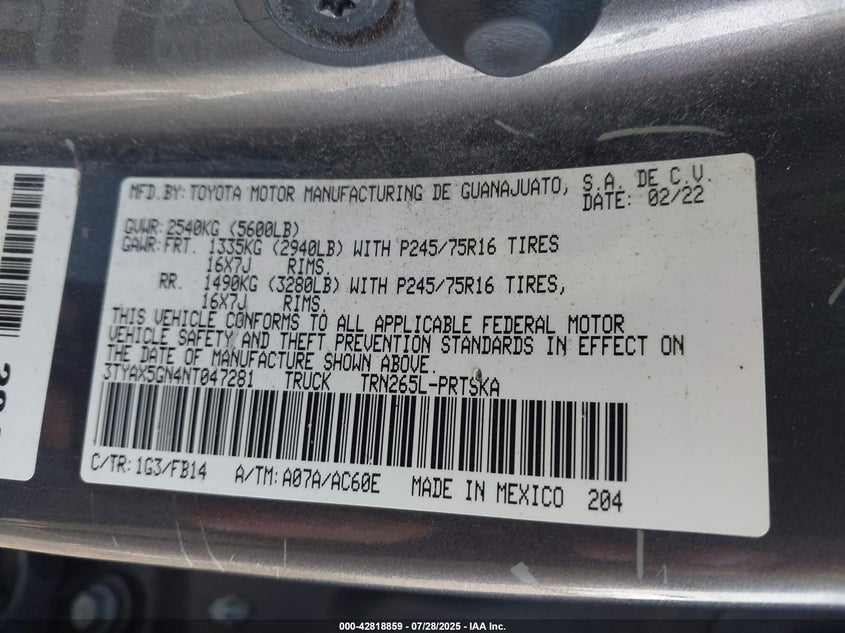 MFD.BY: TOYOTA MOTOR MANUFACTURING DE GUANAJUATO, S.A. DE C.V.
DATE: 02/22
GVWR: 2540KG (5600LB)
GAWR: FRT. 1335KG (2940LB) WITH P245/75R16 TIRES
16X7J RIMS.
RR. 1490KG (3280LB) WITH P245/75R16 TIRES,
16X7J RIMS.
THIS VEHICLE CONFORMS TO ALL APPLICABLE FEDERAL MOTOR
VEHICLE SAFETY AND THEFT PREVENTION STANDARDS IN EFFECT ON
THE DATE OF MANUFACTURE SHOWN ABOVE.
3TYAX5GN4NT047281 TRUCK TRN265L-PRTSKA
C/TR: 1G3/FB14 A/TM: A07A/AC60E MADE IN MEXICO 204
000-42818859 | 07/28/2025 - IAA Inc.